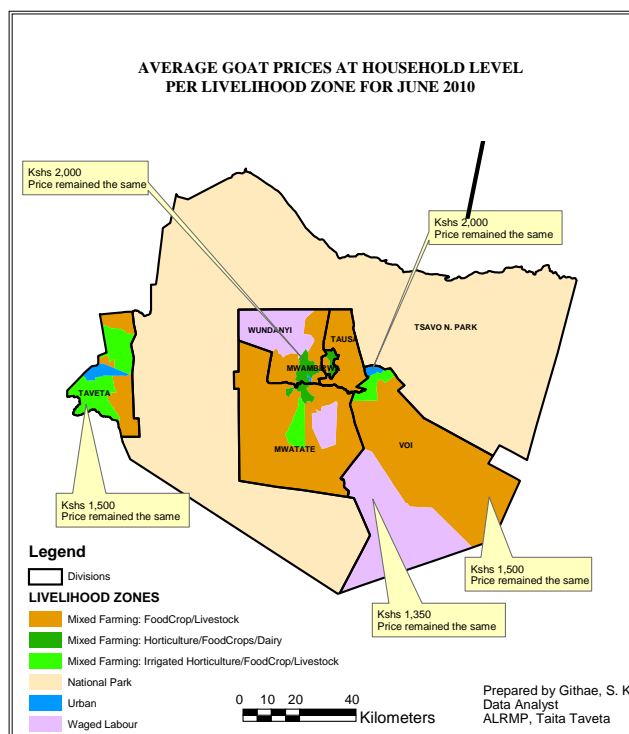 AVERAGE GOAT PRICES AT HOUSEHOLD LEVEL
PER LIVELIHOOD ZONE FOR JUNE 2010
Kshs 2,000
Price remained the same
Kshs 2,000
Price remained the same
TSAVO N. PARK
WUNDANYI
TAUSA
MWAMBIRWA
TAVETA
VOI
MWATATE
Kshs 1,500
Price remained the same
Kshs 1,500
Price remained the same
Kshs 1,350
Price remained the same
Legend
Divisions
LIVELIHOOD ZONES
Mixed Farming: FoodCrop/Livestock
Mixed Farming: Horticulture/FoodCrops/Dairy
Mixed Farming: Irrigated Horticulture/FoodCrop/Livestock
National Park
Urban
Waged Labour
0 10 20 40
Kilometers
Prepared by Githae, S. K
Data Analyst
ALRMP, Taita Taveta